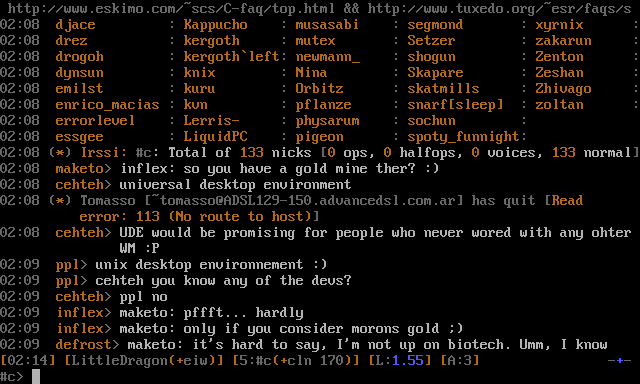 http://www.eskimo.com/~scs/C-faq/top.html && http://www.tuxedo.org/~esr/faqs/s
02:08  djace          : Kappucho     : musasabi     : segmond         : xyrnix
02:08  drez           : kergoth      : mutex        : Setzer          : zakarun      :
02:08  drogoh         : kergoth`left: newmann_     : shogun          : Zenton       :
02:08  dynsun         : knix         : Nina         : Skapare         : Zeshan       :
02:08  emilst         : kuru         : Orbitz       : skatmills       : Zhivago      :
02:08  enrico_macias : kvn          : pflanze      : snarf[sleep]    : zoltan       :
02:08  errorlevel     : Lerris-      : physarum     : sochun          :
02:08  essgee         : LiquidPC     : pigeon       : spoty_funnight:
02:08 (*) Irssi: #c: Total of 133 nicks [0 ops, 0 halfops, 0 voices, 133 normal]
02:08  maketo> inflex: so you have a gold mine ther? :)
02:08  cehteh> universal desktop environment
02:08 (*) Tomasso [~tomasso@ADSL129-150.advancedsl.com.ar] has quit [Read
error: 113 (No route to host)]
02:08  cehteh> UDE would be promising for people who never wored with any ohter
WM :P
02:09  ppl> unix desktop environnement :)
02:09  ppl> cehteh you know any of the devs?
02:09  cehteh> ppl no
02:09  inflex> maketo: pffft... hardly
02:09  inflex> maketo: only if you consider morons gold ;)
02:09  defrost> maketo: it's hard to say, I'm not up on biotech. Umm, I know
[02:14] [LittleDragon(+eiw)] [5:#c(+cln 170)] [L:1.55] [A:3]                -+-
#c>